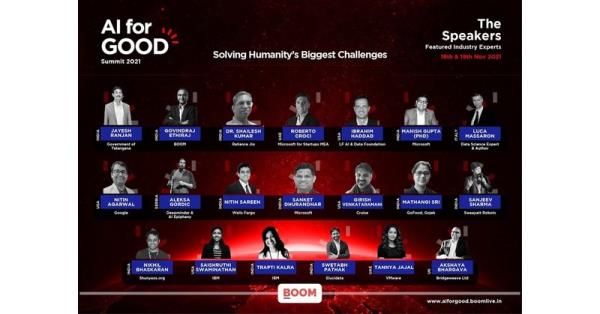 AI for
GOOD
Summit 2021
The
Speakers
Featured Industry Experts
18th & 19th Nov 2021
Solving Humanity's Biggest Challenges
JAYESH RANJAN
Government of Telangana
GOVINDRAJ ETHIRAJ
BOOM
DR. SHAILESH KUMAR
Reliance Jio
ROBERTO CROCI
Microsoft for Startups MEA
IBRAHIM HADDAD
LF AI & Data Foundation
MANISH GUPTA (PHD)
Microsoft
LUCA MASSARON
Data Science Expert & Author
NITIN AGARWAL
Google
ALEKSA GORDIC
Deepminder & AI Epiphany
NITIN SAREEN
Wells Fargo
SANKET DHURANDHAR
Microsoft
GIRISH VENKATARAMANI
Cruise
MATHANGI SRI
GoFood, Gojek
SANJEEV SHARMA
Swaayatt Robots
NIKHIL BHASKARAN
Shunyaos.org
SAISHRUTHI SWAMINATHAN
IBM
TRAPTI KALRA
IBM
SWETABH PATHAK
Elucidata
TANNYA JAJAL
VMware
AKSHAYA BHARGAVA
Bridgeweave Ltd
BOOM
www.aiforgood.boomlive.in